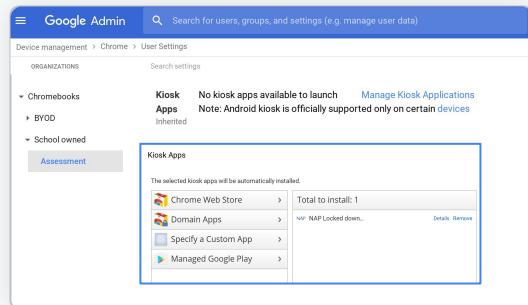 Google Admin
Search for users, groups, and settings (e.g. manage user data)
Device management > Chrome > User Settings
ORGANIZATIONS
Search settings
Chromebooks
BYOD
School owned
Assessment
Kiosk Apps
Inherited
No kiosk apps available to launch Manage Kiosk Applications
Note: Android kiosk is officially supported only on certain devices
Kiosk Apps
The selected kiosk apps will be automatically installed.
Chrome Web Store
Domain Apps
Specify a Custom App
Managed Google Play
Total to install: 1
NAP NAP Locked down... Details Remove